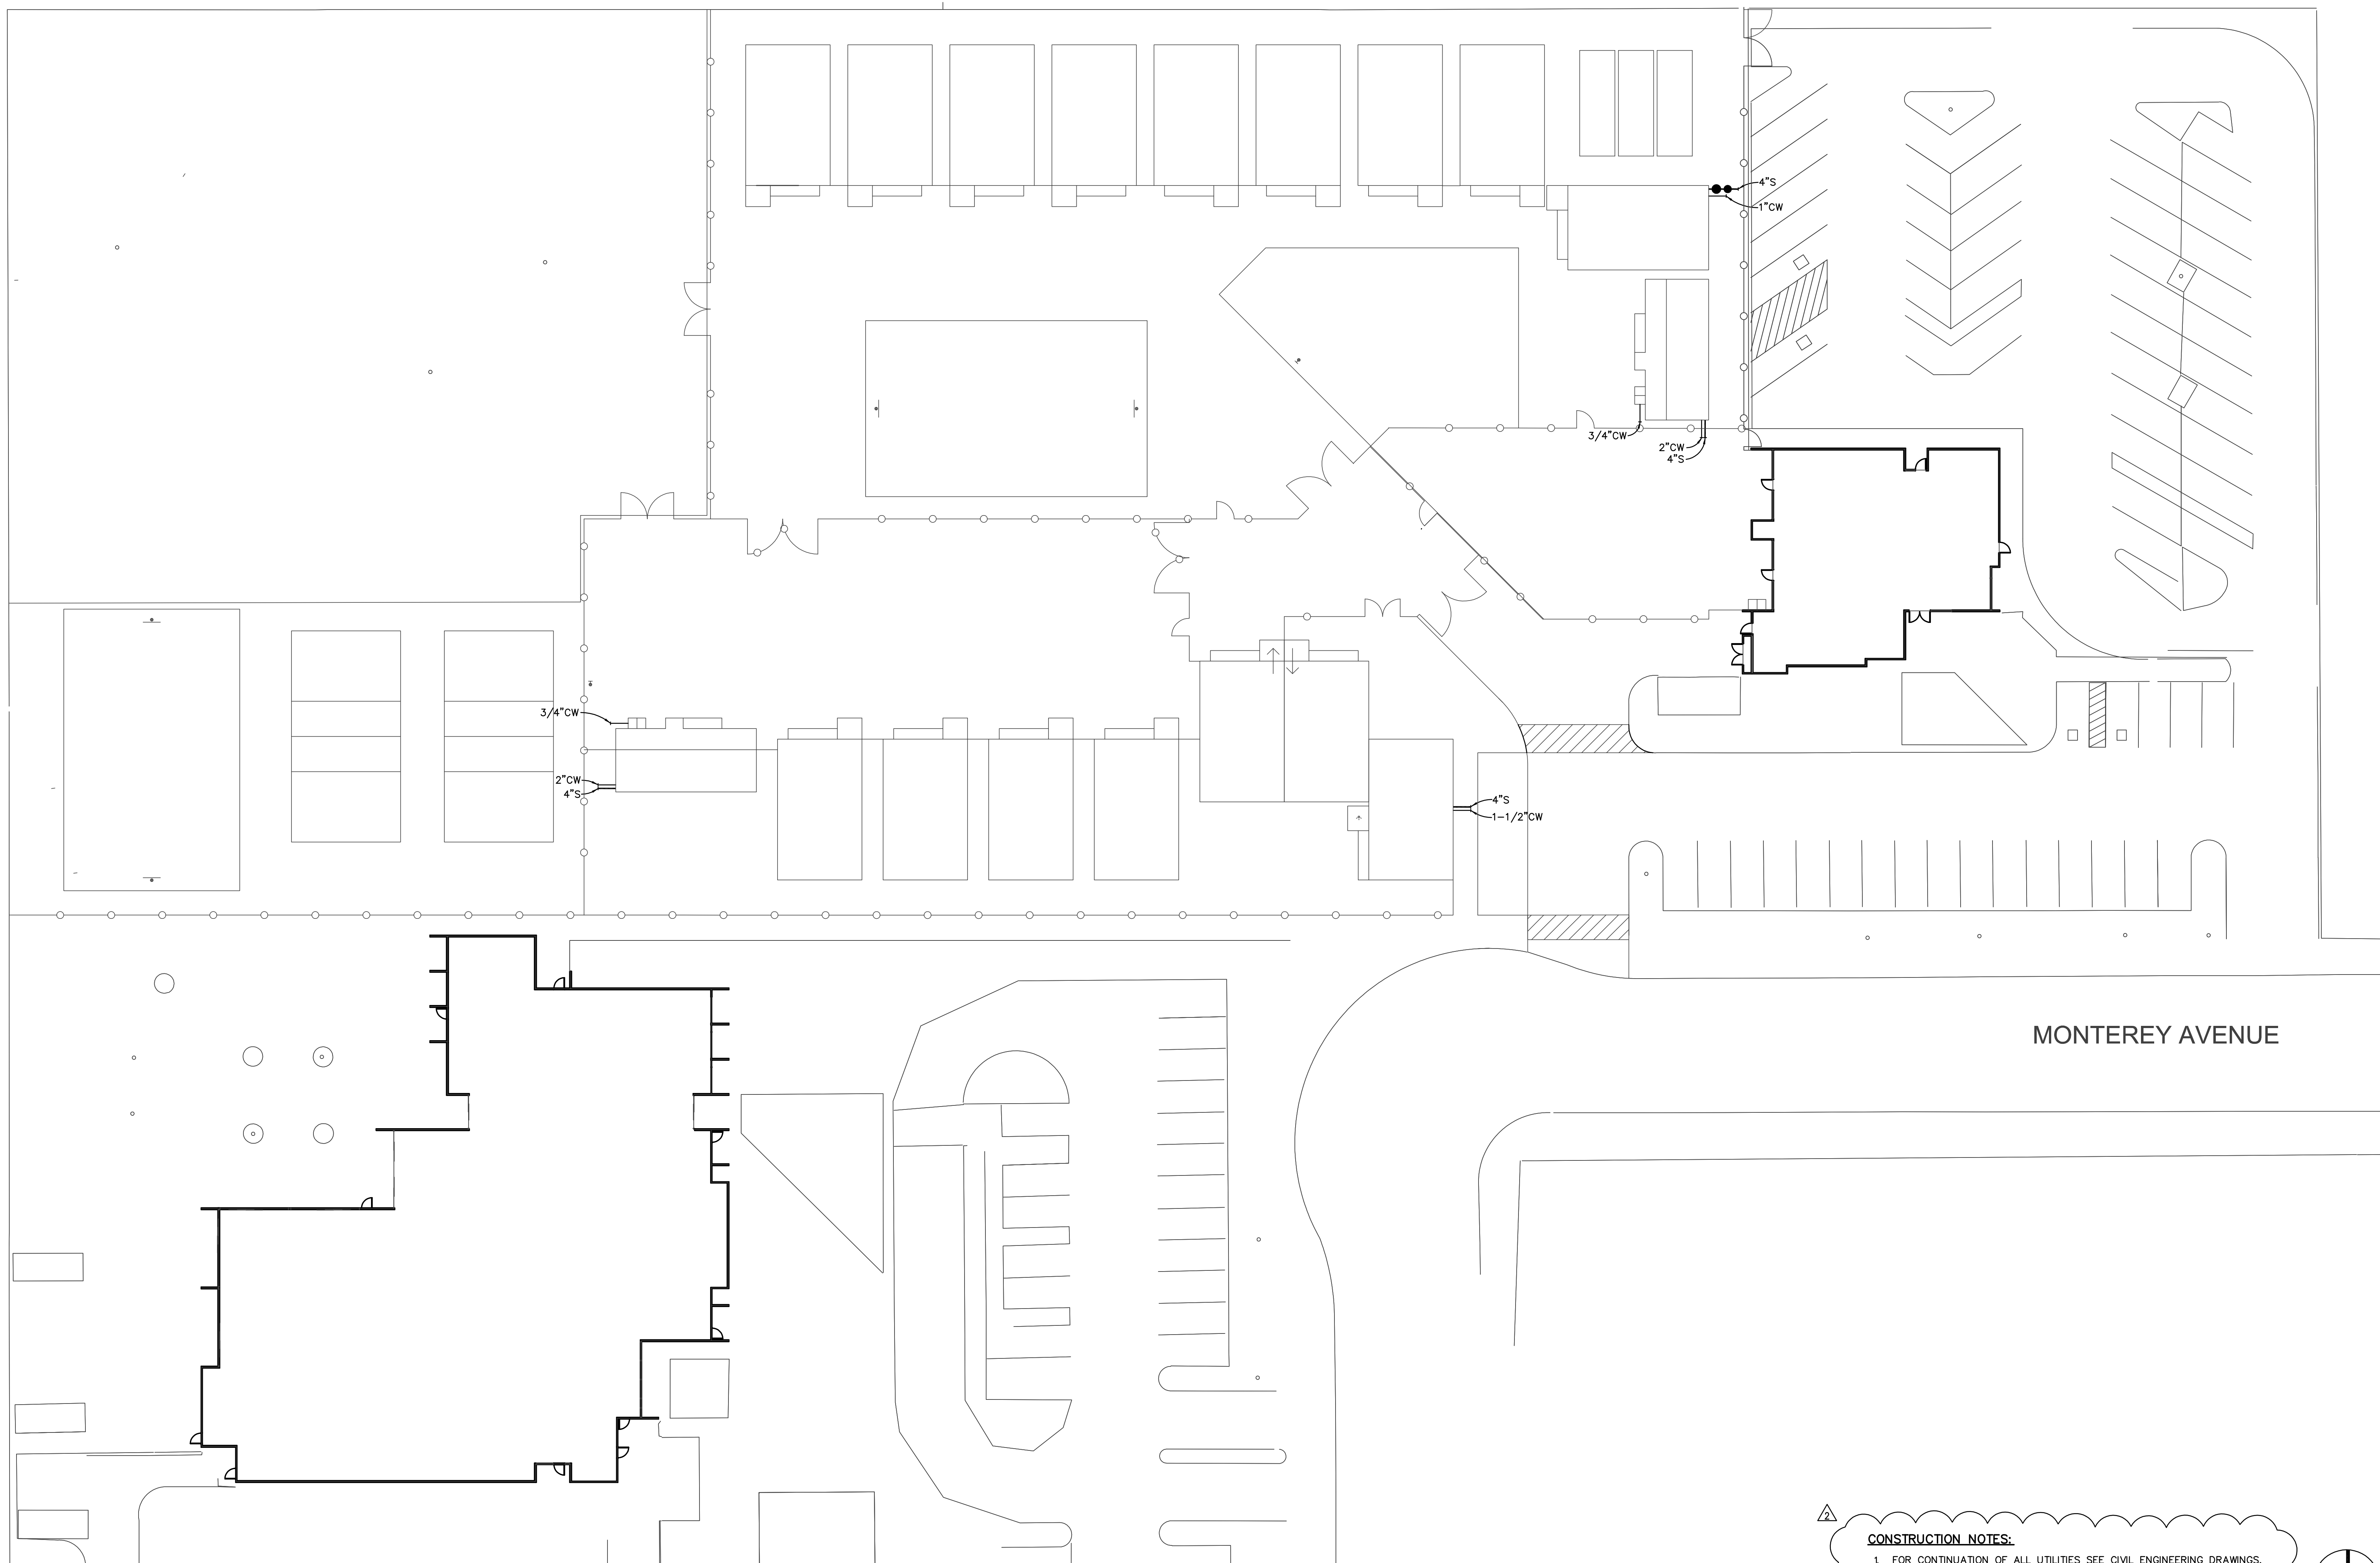 4"S
1"CW
3/4"CW
2"CW
4"S
3/4"CW
2"CW
4"S
4"S
1-1/2"CW
MONTEREY AVENUE
2
CONSTRUCTION NOTES:
1. FOR CONTINUATION OF ALL UTILITIES SEE CIVIL ENGINEERING DRAWINGS.